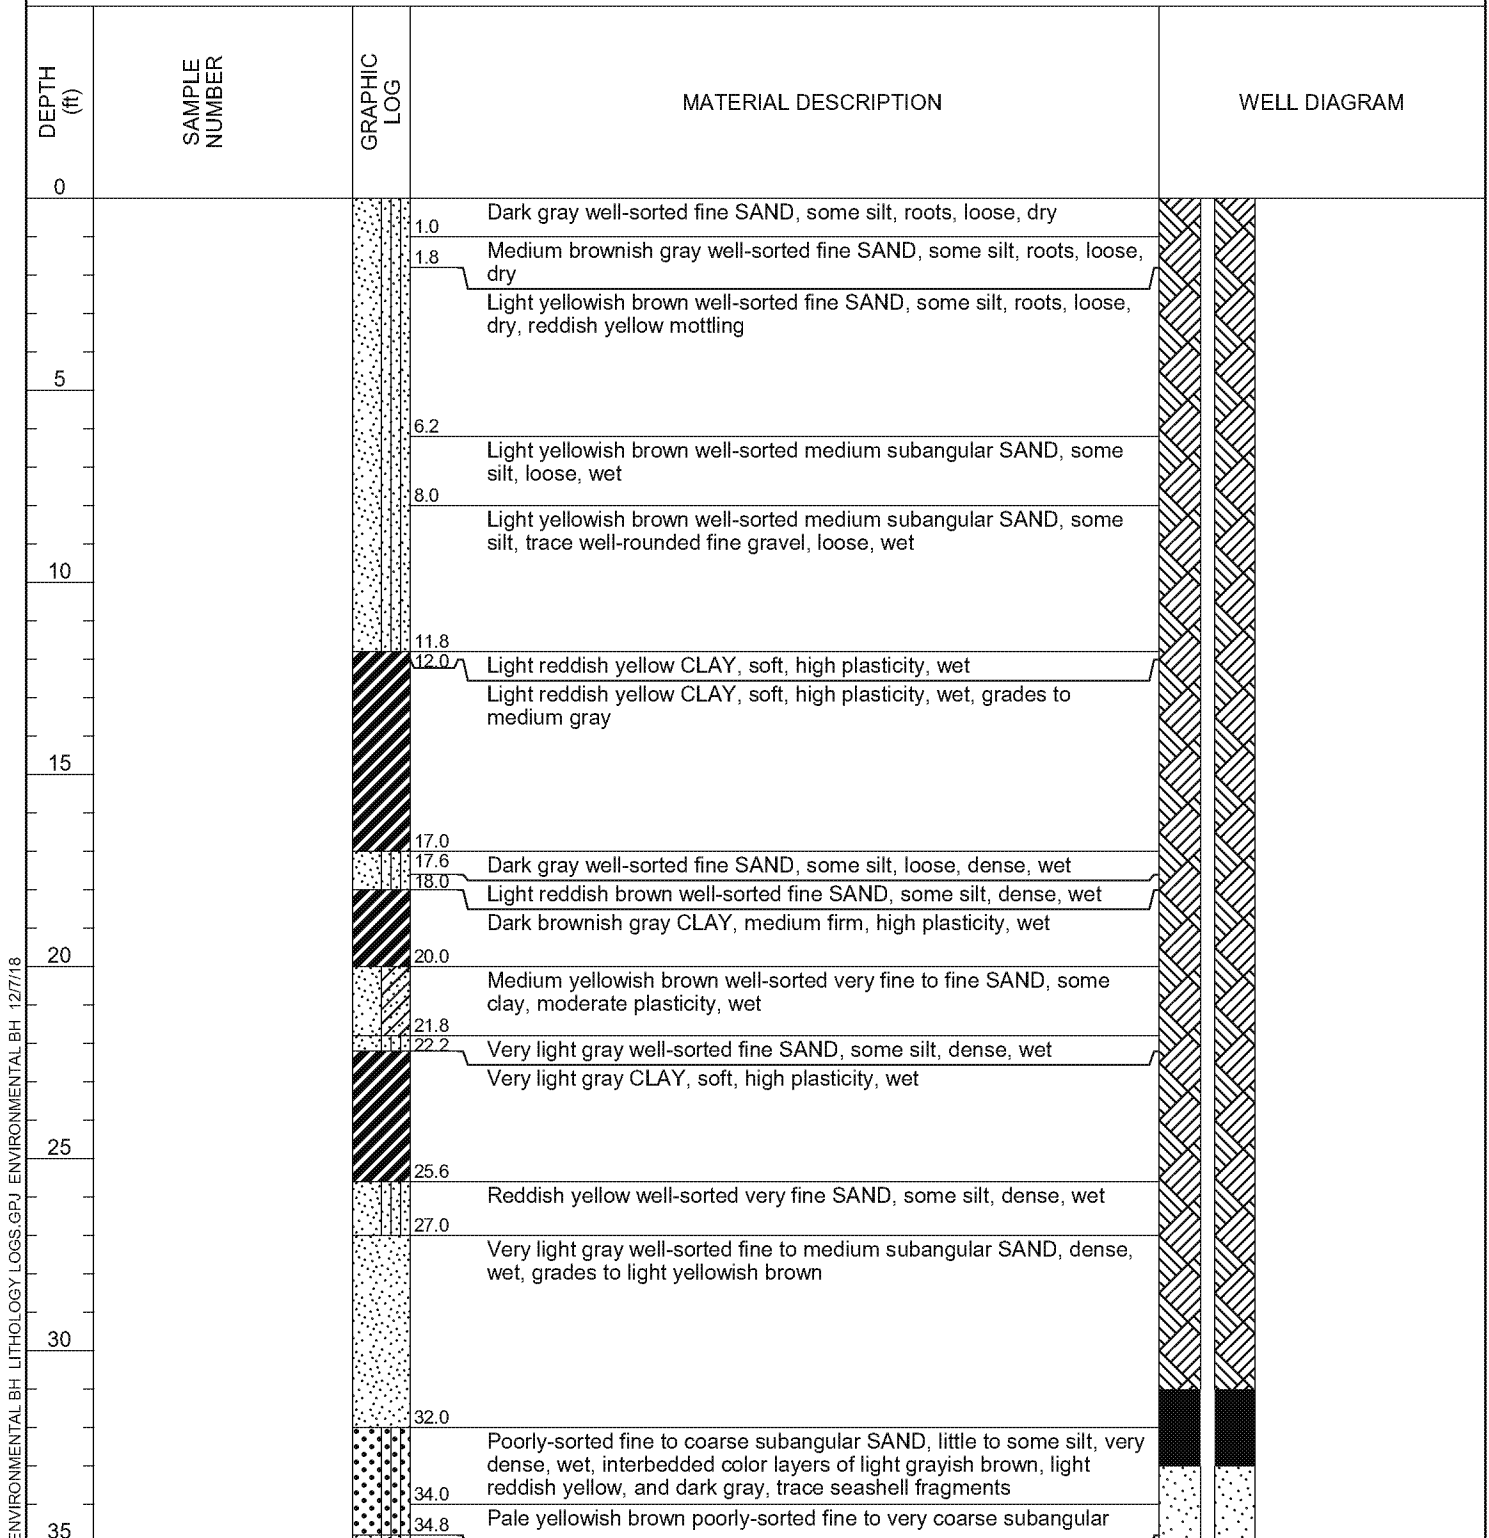 DEPTH
(ft)
SAMPLE
NUMBER
GRAPHIC
LOG
MATERIAL DESCRIPTION
WELL DIAGRAM
0
Dark gray well-sorted fine SAND, some silt, roots, loose, dry
1.0
Medium brownish gray well-sorted fine SAND, some silt, roots, loose,
dry
1.8
Light yellowish brown well-sorted fine SAND, some silt, roots, loose,
dry, reddish yellow mottling
5
6.2
Light yellowish brown well-sorted medium subangular SAND, some
silt, loose, wet
8.0
Light yellowish brown well-sorted medium subangular SAND, some
silt, trace well-rounded fine gravel, loose, wet
10
11.8
Light reddish yellow CLAY, soft, high plasticity, wet
12.0
Light reddish yellow CLAY, soft, high plasticity, wet, grades to
medium gray
15
17.0
Dark gray well-sorted fine SAND, some silt, loose, dense, wet
17.6
Light reddish brown well-sorted fine SAND, some silt, dense, wet
18.0
Dark brownish gray CLAY, medium firm, high plasticity, wet
20
20.0
Medium yellowish brown well-sorted very fine to fine SAND, some
clay, moderate plasticity, wet
21.8
Very light gray well-sorted fine SAND, some silt, dense, wet
22.2
Very light gray CLAY, soft, high plasticity, wet
25
25.6
Reddish yellow well-sorted very fine SAND, some silt, dense, wet
27.0
Very light gray well-sorted fine to medium subangular SAND, dense,
wet, grades to light yellowish brown
30
32.0
Poorly-sorted fine to coarse subangular SAND, little to some silt, very
dense, wet, interbedded color layers of light grayish brown, light
reddish yellow, and dark gray, trace seashell fragments
34.0
Pale yellowish brown poorly-sorted fine to very coarse subangular
34.8
35
ENVIRONMENTAL BH LITHOLOGY LOGS.GPJ ENVIRONMENTAL BH 12/7/18